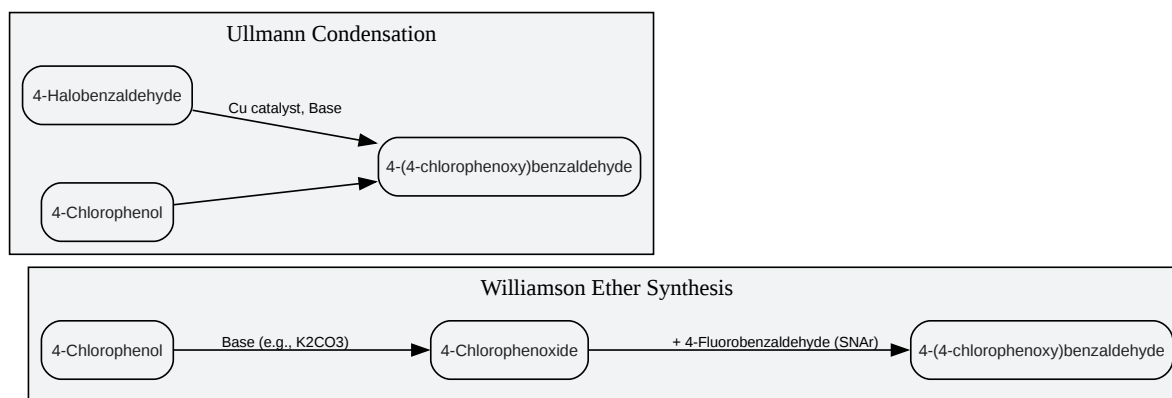 Ullmann Condensation
4-Halobenzaldehyde
Cu catalyst, Base
4-(4-chlorophenoxy)benzaldehyde
4-Chlorophenol
Williamson Ether Synthesis
4-Chlorophenol
Base (e.g., K2CO3)
4-Chlorophenoxide
+ 4-Fluorobenzaldehyde (SNAr)
4-(4-chlorophenoxy)benzaldehyde